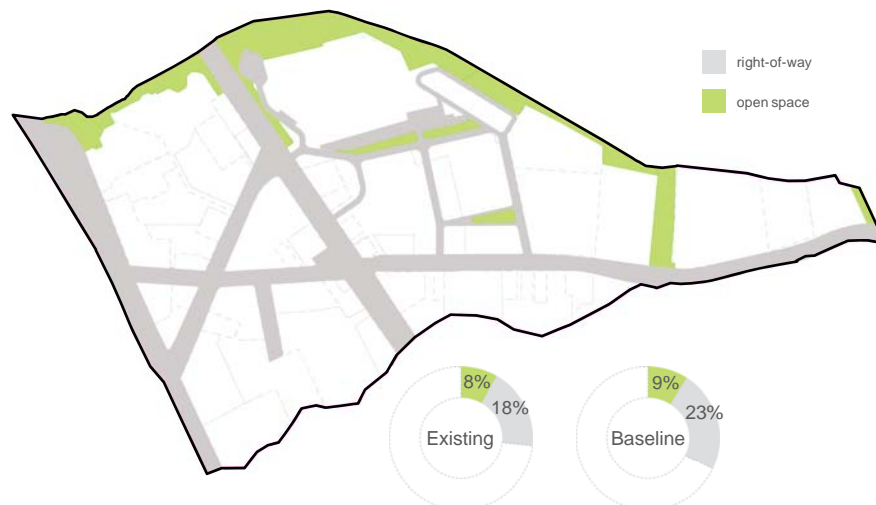 right-of-way
open space
8%
18%
Existing
9%
23%
Baseline